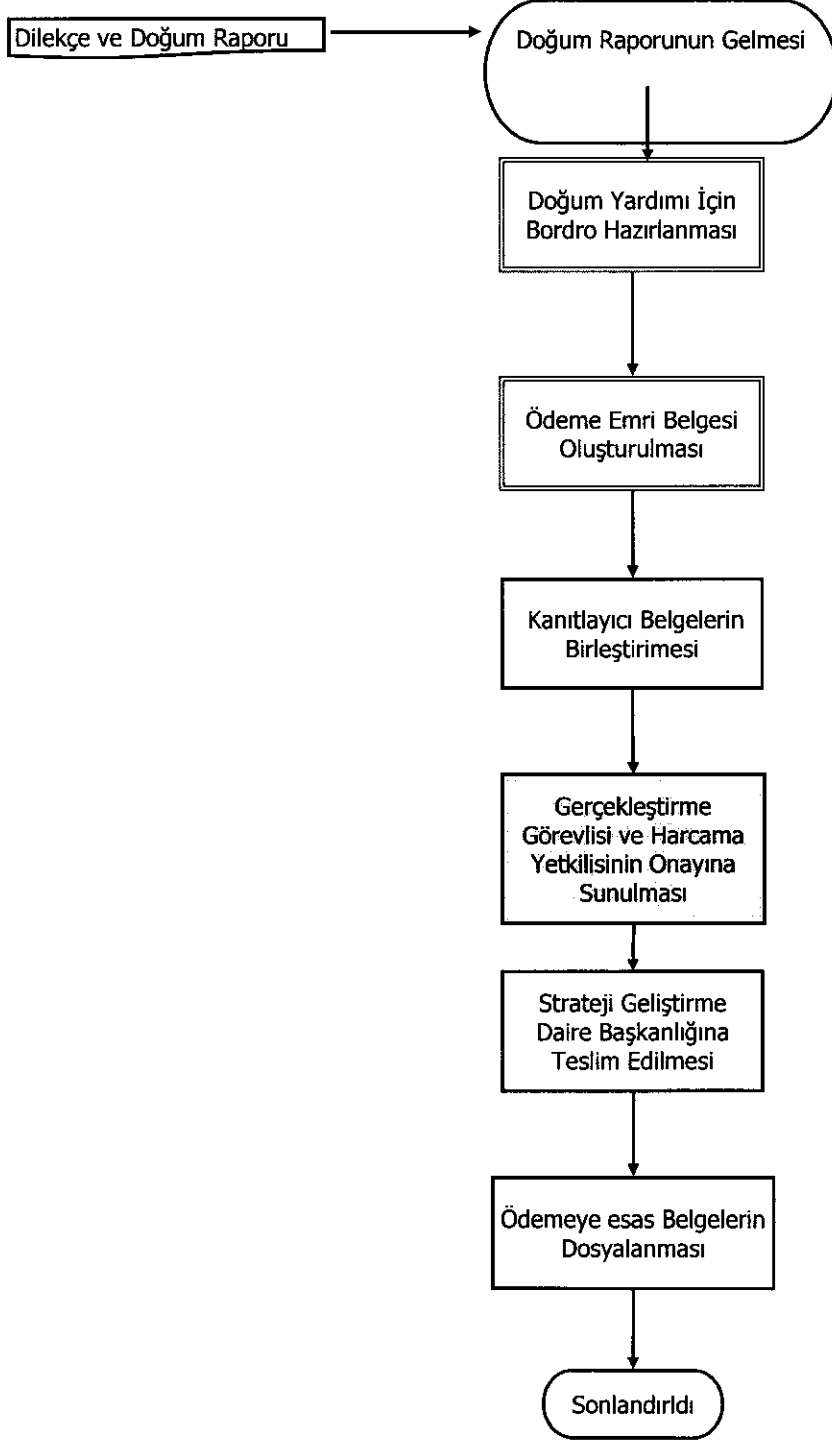 Dilekçe ve Doğum Raporu
Doğum Raporunun Gelmesi
Doğum Yardımı İçin
Bordro Hazırlanması
Ödeme Emri Belgesi
Oluşturulması
Kanıtlayıcı Belgelerin
Birleştirimesi
Gerçekleştirme
Görevlisi ve Harcama
Yetkilisinin Onayına
Sunulması
Strateji Geliştirme
Daire Başkanlığına
Teslim Edilmesi
Ödemeye esas Belgelerin
Dosyalanması
Sonlandırldı